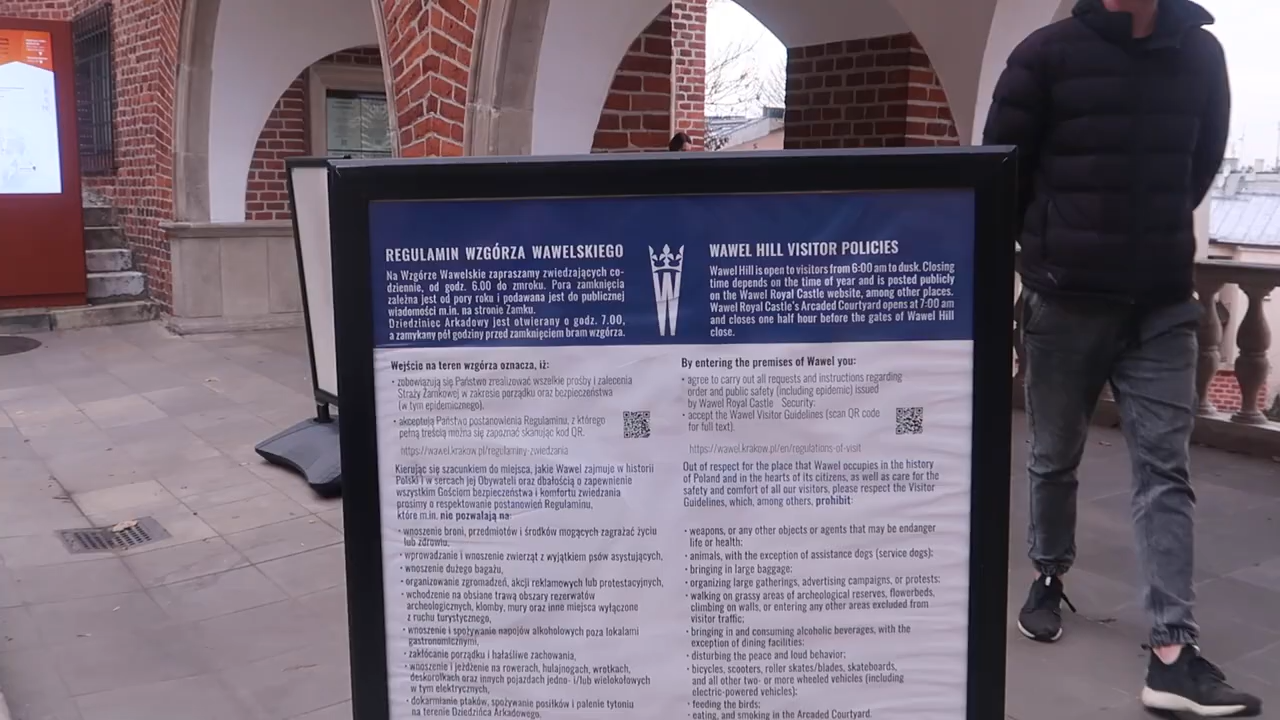 REGULAMIN WZGÓRZA WAWELSKIEGO
Na Wzgórze Wawelskie zapraszamy zwiedzających co-
dziennie, od godz. 6.00 do zmroku. Pora zamknięcia
zależna jest od pory roku i podawana jest do publicznej
wiadomości m.in. na stronie Zamku.
Dziedziniec Arkadowy jest otwierany o godz. 7.00,
a zamykany pół godziny przed zamknięciem bram wzgórza.
W
WAWEL HILL VISITOR POLICIES
Wawel Hill is open to visitors from 6:00 am to dusk. Closing
time depends on the time of year and is posted publicly
on the Wawel Royal Castle website, among other places.
Wawel Royal Castle's Arcaded Courtyard opens at 7:00 am
and closes one half hour before the gates of Wawel Hill
close.
Wejście na teren wzgórza oznacza, iż:
• zobowiązują się Państwo zrealizować wszelkie prośby i zalecenia
Straży Zamkowej w zakresie porządku oraz bezpieczeństwa
(w tym epidemicznego).
• akceptują Państwo postanowienia Regulaminu, z którego
pełną treścią można się zapoznać skanując kod QR.
https://wawel.krakow.pl/regulaminy-zwiedzania
Kierując się szacunkiem do miejsca, jakie Wawel zajmuje w historii
Polski i w sercach jej Obywateli oraz dbałością o zapewnienie
wszystkim Gościom bezpieczeństwa i komfortu zwiedzania
prosimy o respektowanie postanowień Regulaminu,
które m.in. nie pozwalają na:
• wnoszenie broni, przedmiotów i środków mogących zagrażać życiu
lub zdrowiu,
• wprowadzanie i wnoszenie zwierząt z wyjątkiem psów asystujących,
• wnoszenie dużego bagażu,
• organizowanie zgromadzeń, akcji reklamowych lub protestacyjnych,
• wchodzenie na obsiane trawą obszary rezerwatów
archeologicznych, klomby, mury oraz inne miejsca wyłączone
z ruchu turystycznego,
• wnoszenie i spożywanie napojów alkoholowych poza lokalami
gastronomicznymi,
• zakłócanie porządku i hałaśliwe zachowania,
• wnoszenie i jeżdżenie na rowerach, hulajnogach, wrotkach,
deskorolkach oraz innych pojazdach jedno- i/lub wielokołowych
w tym elektrycznych,
• dokarmianie ptaków, spożywanie posiłków i palenie tytoniu
na terenie Dziedzińca Arkadowego.
By entering the premises of Wawel you:
• agree to carry out all requests and instructions regarding
order and public safety (including epidemic) issued
by Wawel Royal Castle Security;
• accept the Wawel Visitor Guidelines (scan QR code
for full text).
https://wawel.krakow.pl/en/regulations-of-visit
Out of respect for the place that Wawel occupies in the history
of Poland and in the hearts of its citizens, as well as care for the
safety and comfort of all our visitors, please respect the Visitor
Guidelines, which, among others, prohibit:
• weapons, or any other objects or agents that may be endanger
life or health;
• animals, with the exception of assistance dogs (service dogs);
• bringing in large baggage;
• organizing large gatherings, advertising campaigns, or protests;
• walking on grassy areas of archeological reserves, flowerbeds,
climbing on walls, or entering any other areas excluded from
visitor traffic;
• bringing in and consuming alcoholic beverages, with the
exception of dining facilities;
• disturbing the peace and loud behavior;
• bicycles, scooters, roller skates/blades, skateboards,
and all other two- or more wheeled vehicles (including
electric-powered vehicles);
• feeding the birds;
• eating, and smoking in the Arcaded Courtyard.